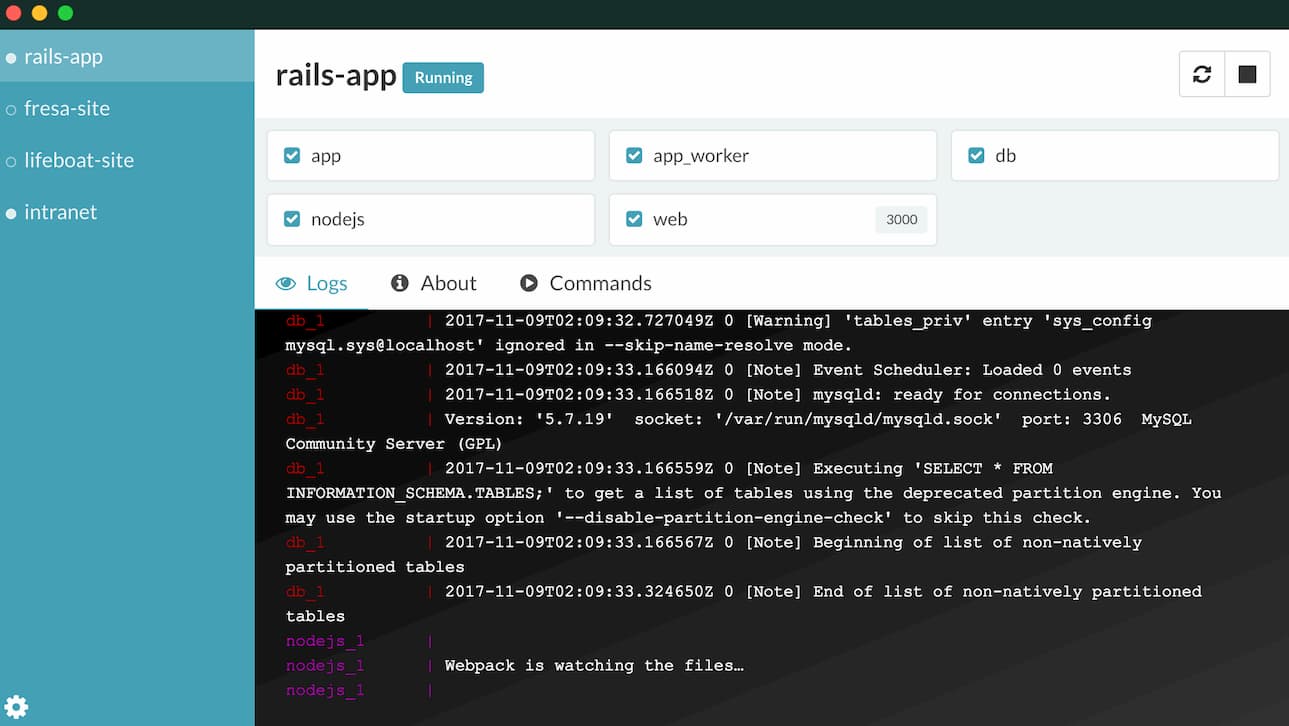 rails-app
fresa-site
lifeboat-site
intranet
rails-app Running
app
app_worker
db
nodejs
web 3000
Logs About Commands
db_1 | 2017-11-09T02:09:32.727049Z 0 [Warning] 'tables_priv' entry 'sys_config
mysql.sys@localhost' ignored in --skip-name-resolve mode.
db_1 | 2017-11-09T02:09:33.166094Z 0 [Note] Event Scheduler: Loaded 0 events
db_1 | 2017-11-09T02:09:33.166518Z 0 [Note] mysqld: ready for connections.
db_1 | Version: '5.7.19'  socket: '/var/run/mysqld/mysqld.sock'  port: 3306  MySQL
Community Server (GPL)
db_1 | 2017-11-09T02:09:33.166559Z 0 [Note] Executing 'SELECT * FROM
INFORMATION_SCHEMA.TABLES;' to get a list of tables using the deprecated partition engine. You
may use the startup option '--disable-partition-engine-check' to skip this check.
db_1 | 2017-11-09T02:09:33.166567Z 0 [Note] Beginning of list of non-natively
partitioned tables
db_1 | 2017-11-09T02:09:33.324650Z 0 [Note] End of list of non-natively partitioned
tables
nodejs_1 |
nodejs_1 | Webpack is watching the files…
nodejs_1 |